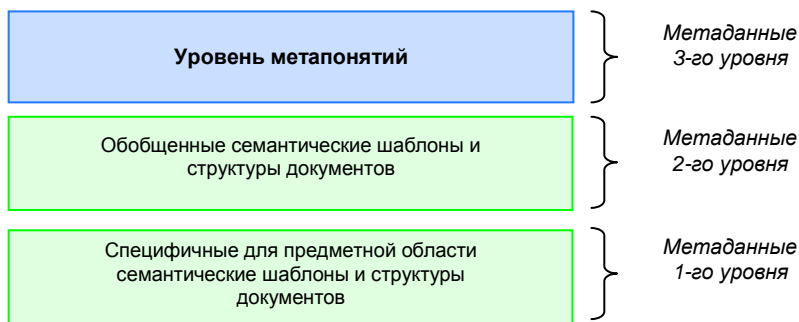 Уровень метапонятий
Метаданные
3-го уровня
Обобщенные семантические шаблоны и
структуры документов
Метаданные
2-го уровня
Специфичные для предметной области
семантические шаблоны и структуры
документов
Метаданные
1-го уровня